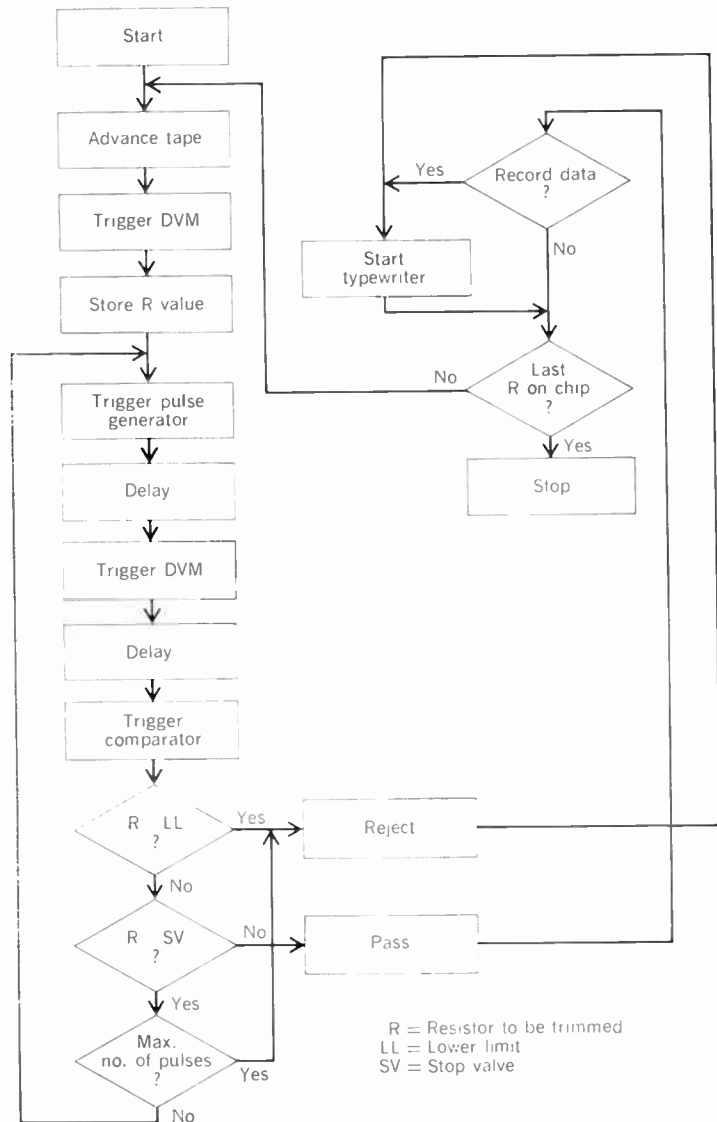 Start
Advance tape
Trigger DVM
Store R value
Trigger pulse
generator
Delay
Trigger DVM
Delay
Trigger
comparator
R LL
?
Yes
No
R SV
?
No
Yes
Max.
no. of pulses
?
Yes
No
Reject
Pass
Record data
?
Yes
No
Start
typewriter
Last
R on chip
?
No
Yes
Stop
R = Resistor to be trimmed
LL = Lower limit
SV = Stop valve